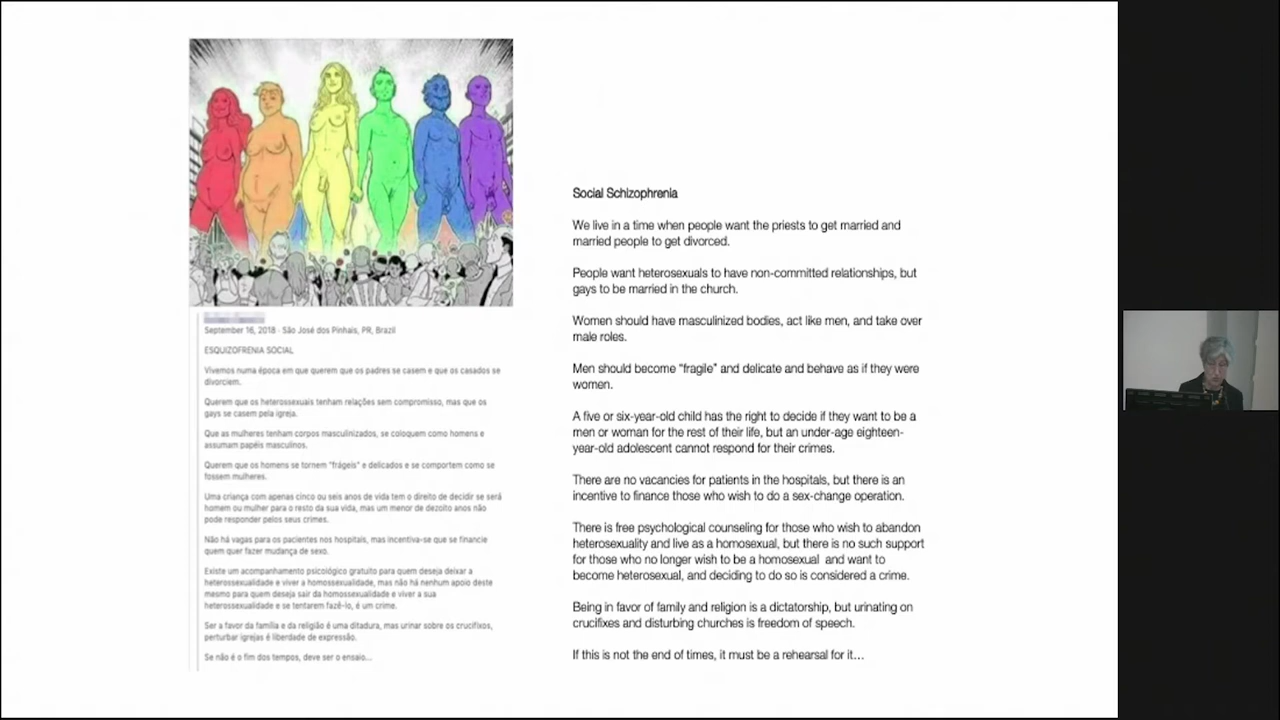 September 16, 2018 · São José dos Pinhais, PR, Brazil
ESQUIZOFRENIA SOCIAL
Vivemos numa época em que querem que os padres se casem e que os casados se
divorciem.
Querem que os heterossexuais tenham relações sem compromisso, mas que os
gays se casem pela igreja.
Que as mulheres tenham corpos masculinizados, se coloquem como homens e
assumam papéis masculinos.
Querem que os homens se tornem "frágeis" e delicados e se comportem como se
fossem mulheres.
Uma criança com apenas cinco ou seis anos de vida tem o direito de decidir se será
homem ou mulher para o resto da sua vida, mas um menor de dezoito anos não
pode responder pelos seus crimes.
Não há vagas para os pacientes nos hospitais, mas incentiva-se que se financie
quem quer fazer mudança de sexo.
Existe um acompanhamento psicológico gratuito para quem deseja deixar a
heterossexualidade e viver a homossexualidade, mas não há nenhum apoio deste
mesmo para quem deseja sair da homossexualidade e viver a sua
heterossexualidade e se tentarem fazê-lo, é um crime.
Ser a favor da família e da religião é uma ditadura, mas urinar sobre os crucifixos,
perturbar igrejas é liberdade de expressão.
Se não é o fim dos tempos, deve ser o ensaio...
Social Schizophrenia
We live in a time when people want the priests to get married and
married people to get divorced.
People want heterosexuals to have non-committed relationships, but
gays to be married in the church.
Women should have masculinized bodies, act like men, and take over
male roles.
Men should become "fragile" and delicate and behave as if they were
women.
A five or six-year-old child has the right to decide if they want to be a
men or woman for the rest of their life, but an under-age eighteen-
year-old adolescent cannot respond for their crimes.
There are no vacancies for patients in the hospitals, but there is an
incentive to finance those who wish to do a sex-change operation.
There is free psychological counseling for those who wish to abandon
heterosexuality and live as a homosexual, but there is no such support
for those who no longer wish to be a homosexual and want to
become heterosexual, and deciding to do so is considered a crime.
Being in favor of family and religion is a dictatorship, but urinating on
crucifixes and disturbing churches is freedom of speech.
If this is not the end of times, it must be a rehearsal for it...